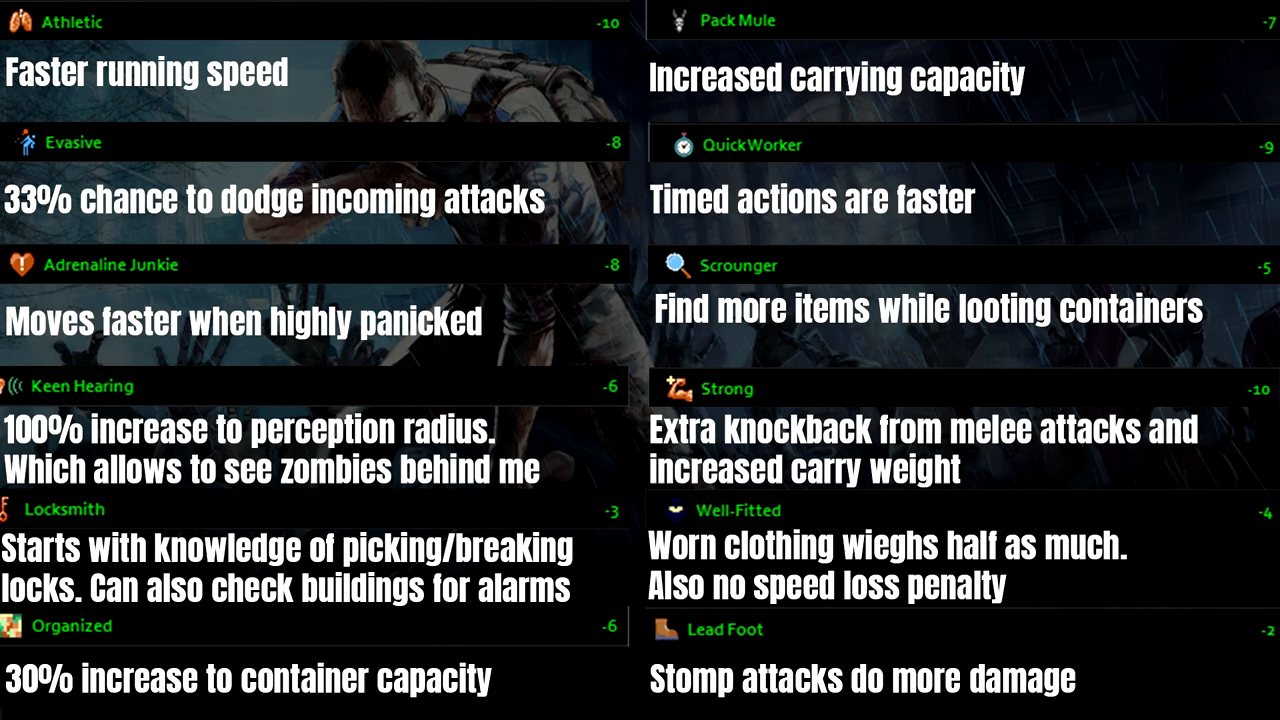 Athletic -10
Faster running speed
Evasive -8
33% chance to dodge incoming attacks
Adrenaline Junkie -8
Moves faster when highly panicked
Keen Hearing -6
100% increase to perception radius.
Which allows to see zombies behind me
Locksmith -3
Starts with knowledge of picking/breaking
locks. Can also check buildings for alarms
Organized -6
30% increase to container capacity
Pack Mule -7
Increased carrying capacity
Quick Worker -9
Timed actions are faster
Scrounger -5
Find more items while looting containers
Strong -10
Extra knockback from melee attacks and
increased carry weight
Well-Fitted -4
Worn clothing wieghs half as much.
Also no speed loss penalty
Lead Foot -2
Stomp attacks do more damage